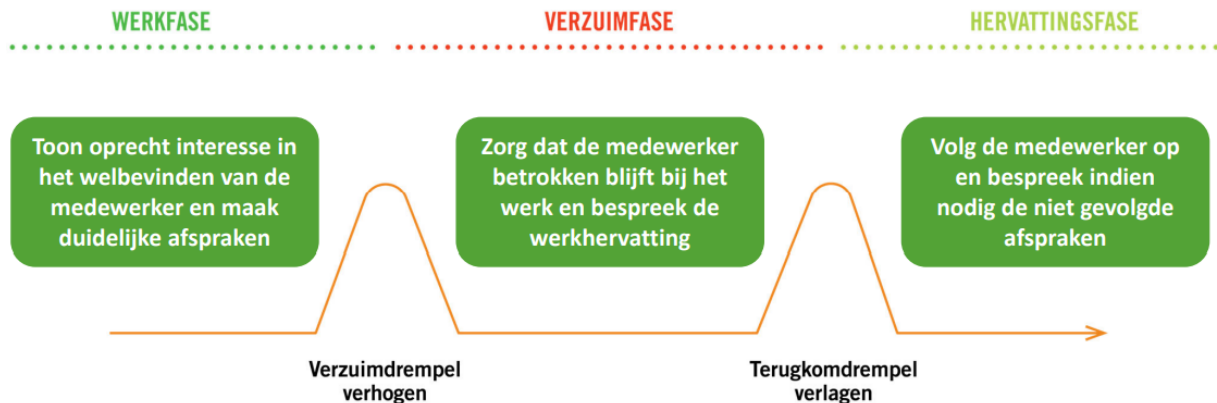 WERKFASE
VERZUIMFASE
HERVATTINGSFASE
Toon oprecht interesse in
het welbevinden van de
medewerker en maak
duidelijke afspraken
Zorg dat de medewerker
betrokken blijft bij het
werk en bespreek de
werkhervatting
Volg de medewerker op
en bespreek indien
nodig de niet gevolgde
afspraken
Verzuimdrempel
verhogen
Terugkomdrempel
verlagen